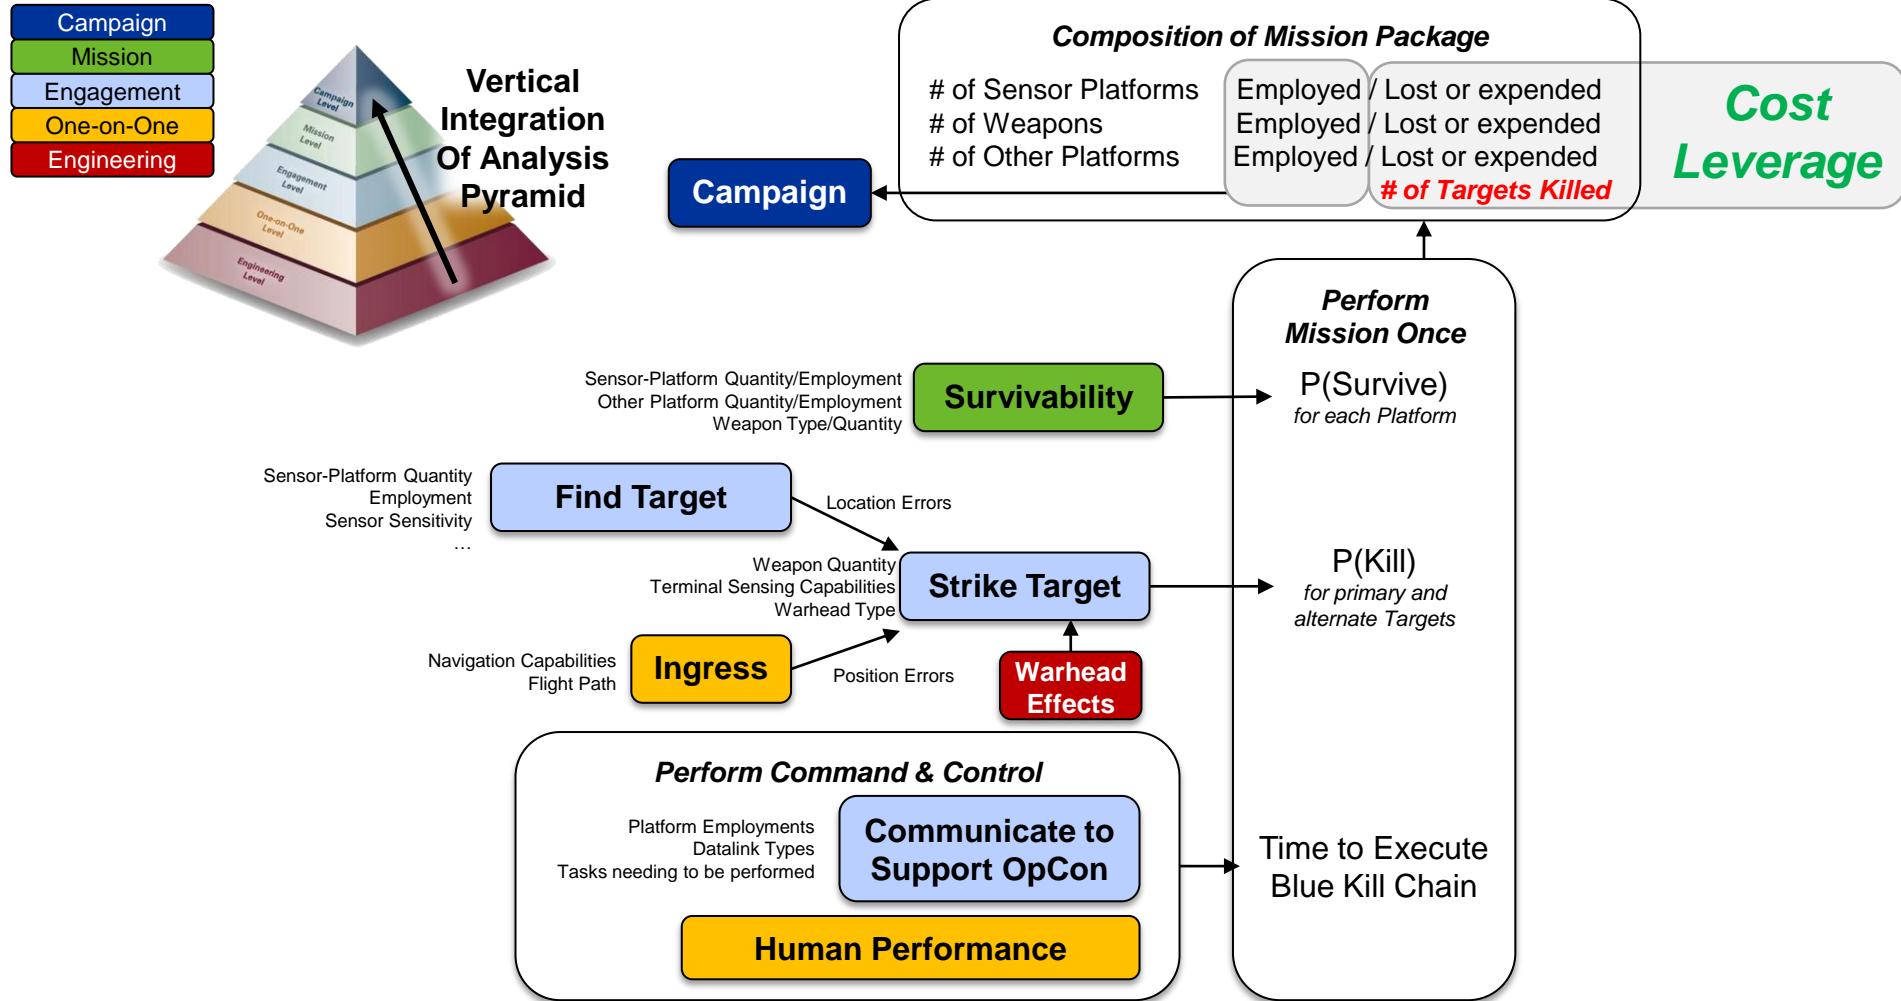 Campaign
Mission
Engagement
One-on-One
Engineering
Campaign
Level
Mission
Level
Engagement
Level
One-on-One
Level
Engineering
Level
Vertical
Integration
Of Analysis
Pyramid
Composition of Mission Package
# of Sensor Platforms Employed / Lost or expended
# of Weapons Employed / Lost or expended
# of Other Platforms Employed / Lost or expended
# of Targets Killed
Cost
Leverage
Campaign
Perform
Mission Once
Sensor-Platform Quantity/Employment
Other Platform Quantity/Employment
Weapon Type/Quantity
Survivability
P(Survive)
for each Platform
Sensor-Platform Quantity
Employment
Sensor Sensitivity
…
Find Target
Location Errors
Weapon Quantity
Terminal Sensing Capabilities
Warhead Type
Strike Target
P(Kill)
for primary and
alternate Targets
Navigation Capabilities
Flight Path
Ingress
Position Errors
Warhead
Effects
Perform Command & Control
Platform Employments
Datalink Types
Tasks needing to be performed
Communicate to
Support OpCon
Human Performance
Time to Execute
Blue Kill Chain